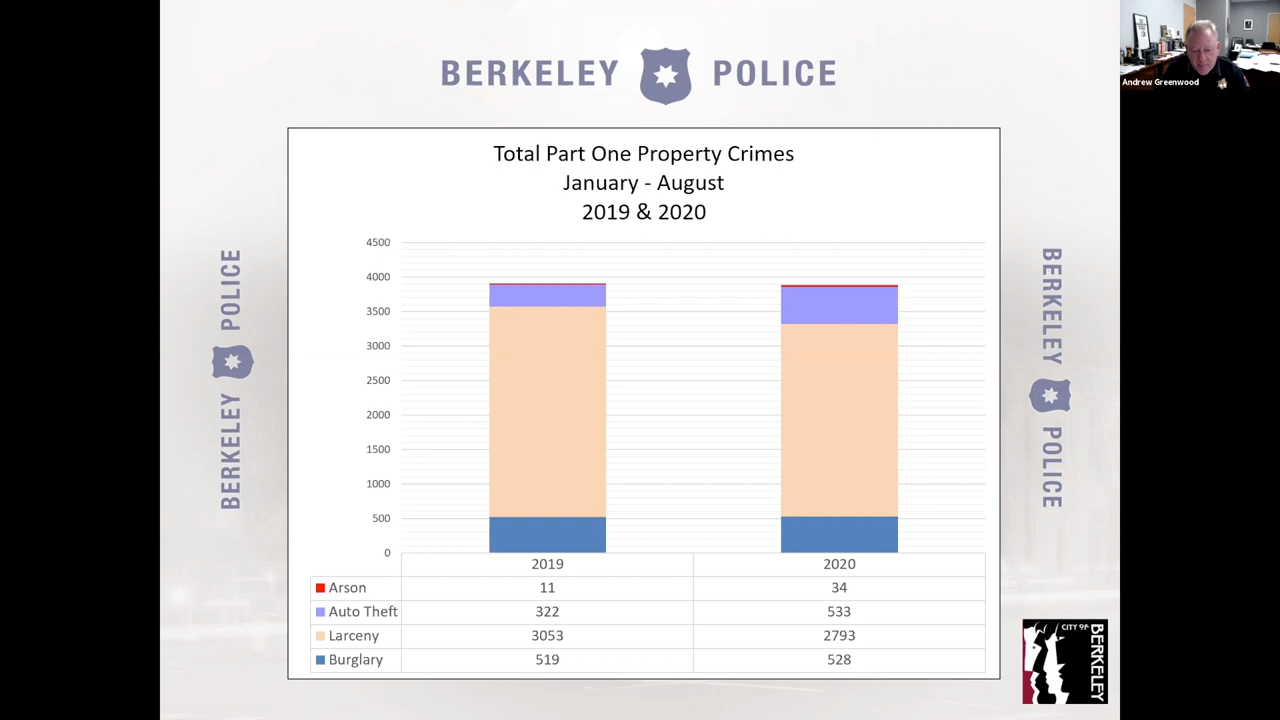 BERKELEY POLICE
Andrew Greenwood
Total Part One Property Crimes
January - August
2019 & 2020
4500
4000
3500
3000
2500
2000
1500
1000
500
0
2019 2020
Arson 11 34
Auto Theft 322 533
Larceny 3053 2793
Burglary 519 528
BERKELEY POLICE
BERKELEY POLICE
CITY OF
BERKELEY